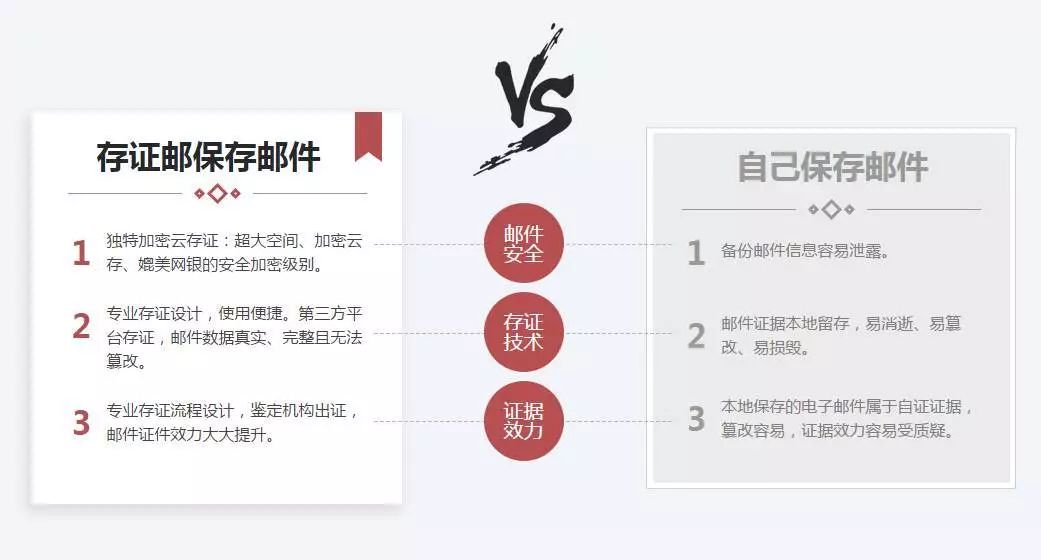 VS
存证邮保存邮件
1
独特加密云存证：超大空间、加密云
存、媲美网银的安全加密级别。
2
专业存证设计，使用便捷。第三方平
台存证，邮件数据真实、完整且无法
篡改。
3
专业存证流程设计，鉴定机构出证，
邮件证件效力大大提升。
邮件
安全
存证
技术
证据
效力
自己保存邮件
1
备份邮件信息容易泄露。
2
邮件证据本地留存，易消逝、易篡
改、易损毁。
3
本地保存的电子邮件属于自证证据，
篡改容易，证据效力容易受质疑。